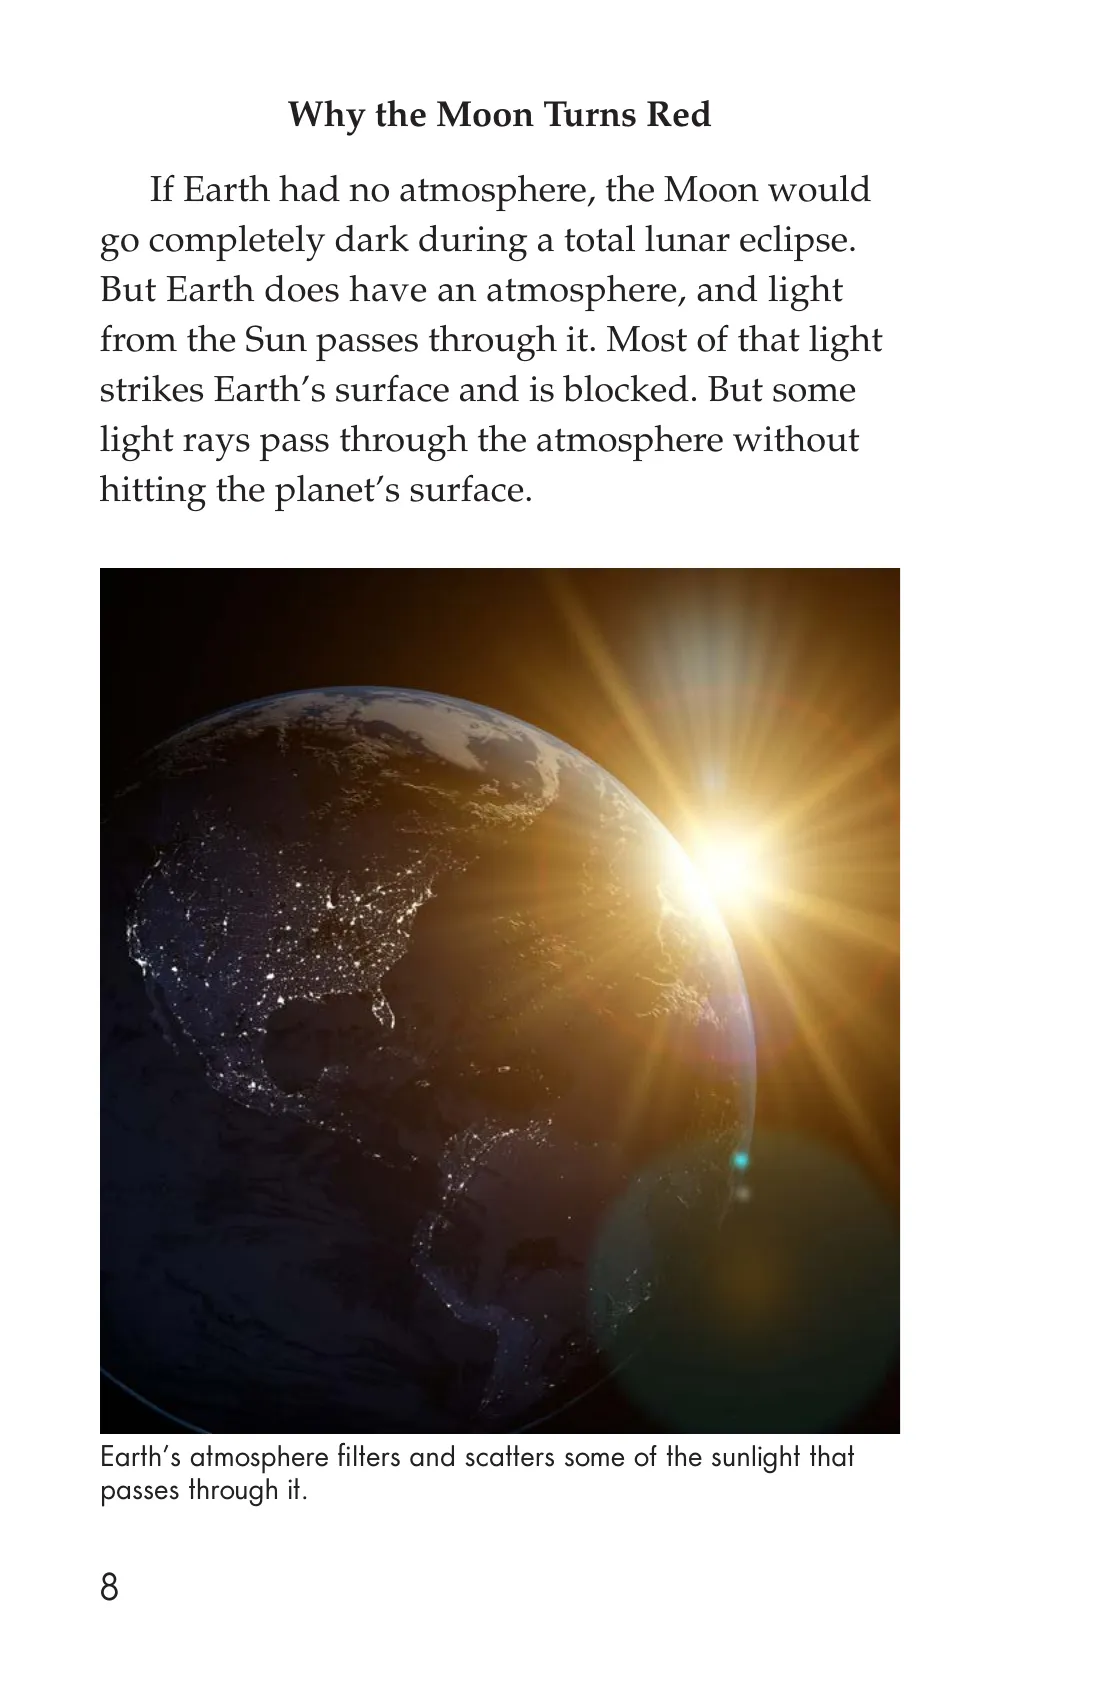 Why the Moon Turns Red
If Earth had no atmosphere, the Moon would
go completely dark during a total lunar eclipse.
But Earth does have an atmosphere, and light
from the Sun passes through it. Most of that light
strikes Earth’s surface and is blocked. But some
light rays pass through the atmosphere without
hitting the planet’s surface.
Earth’s atmosphere filters and scatters some of the sunlight that
passes through it.
8